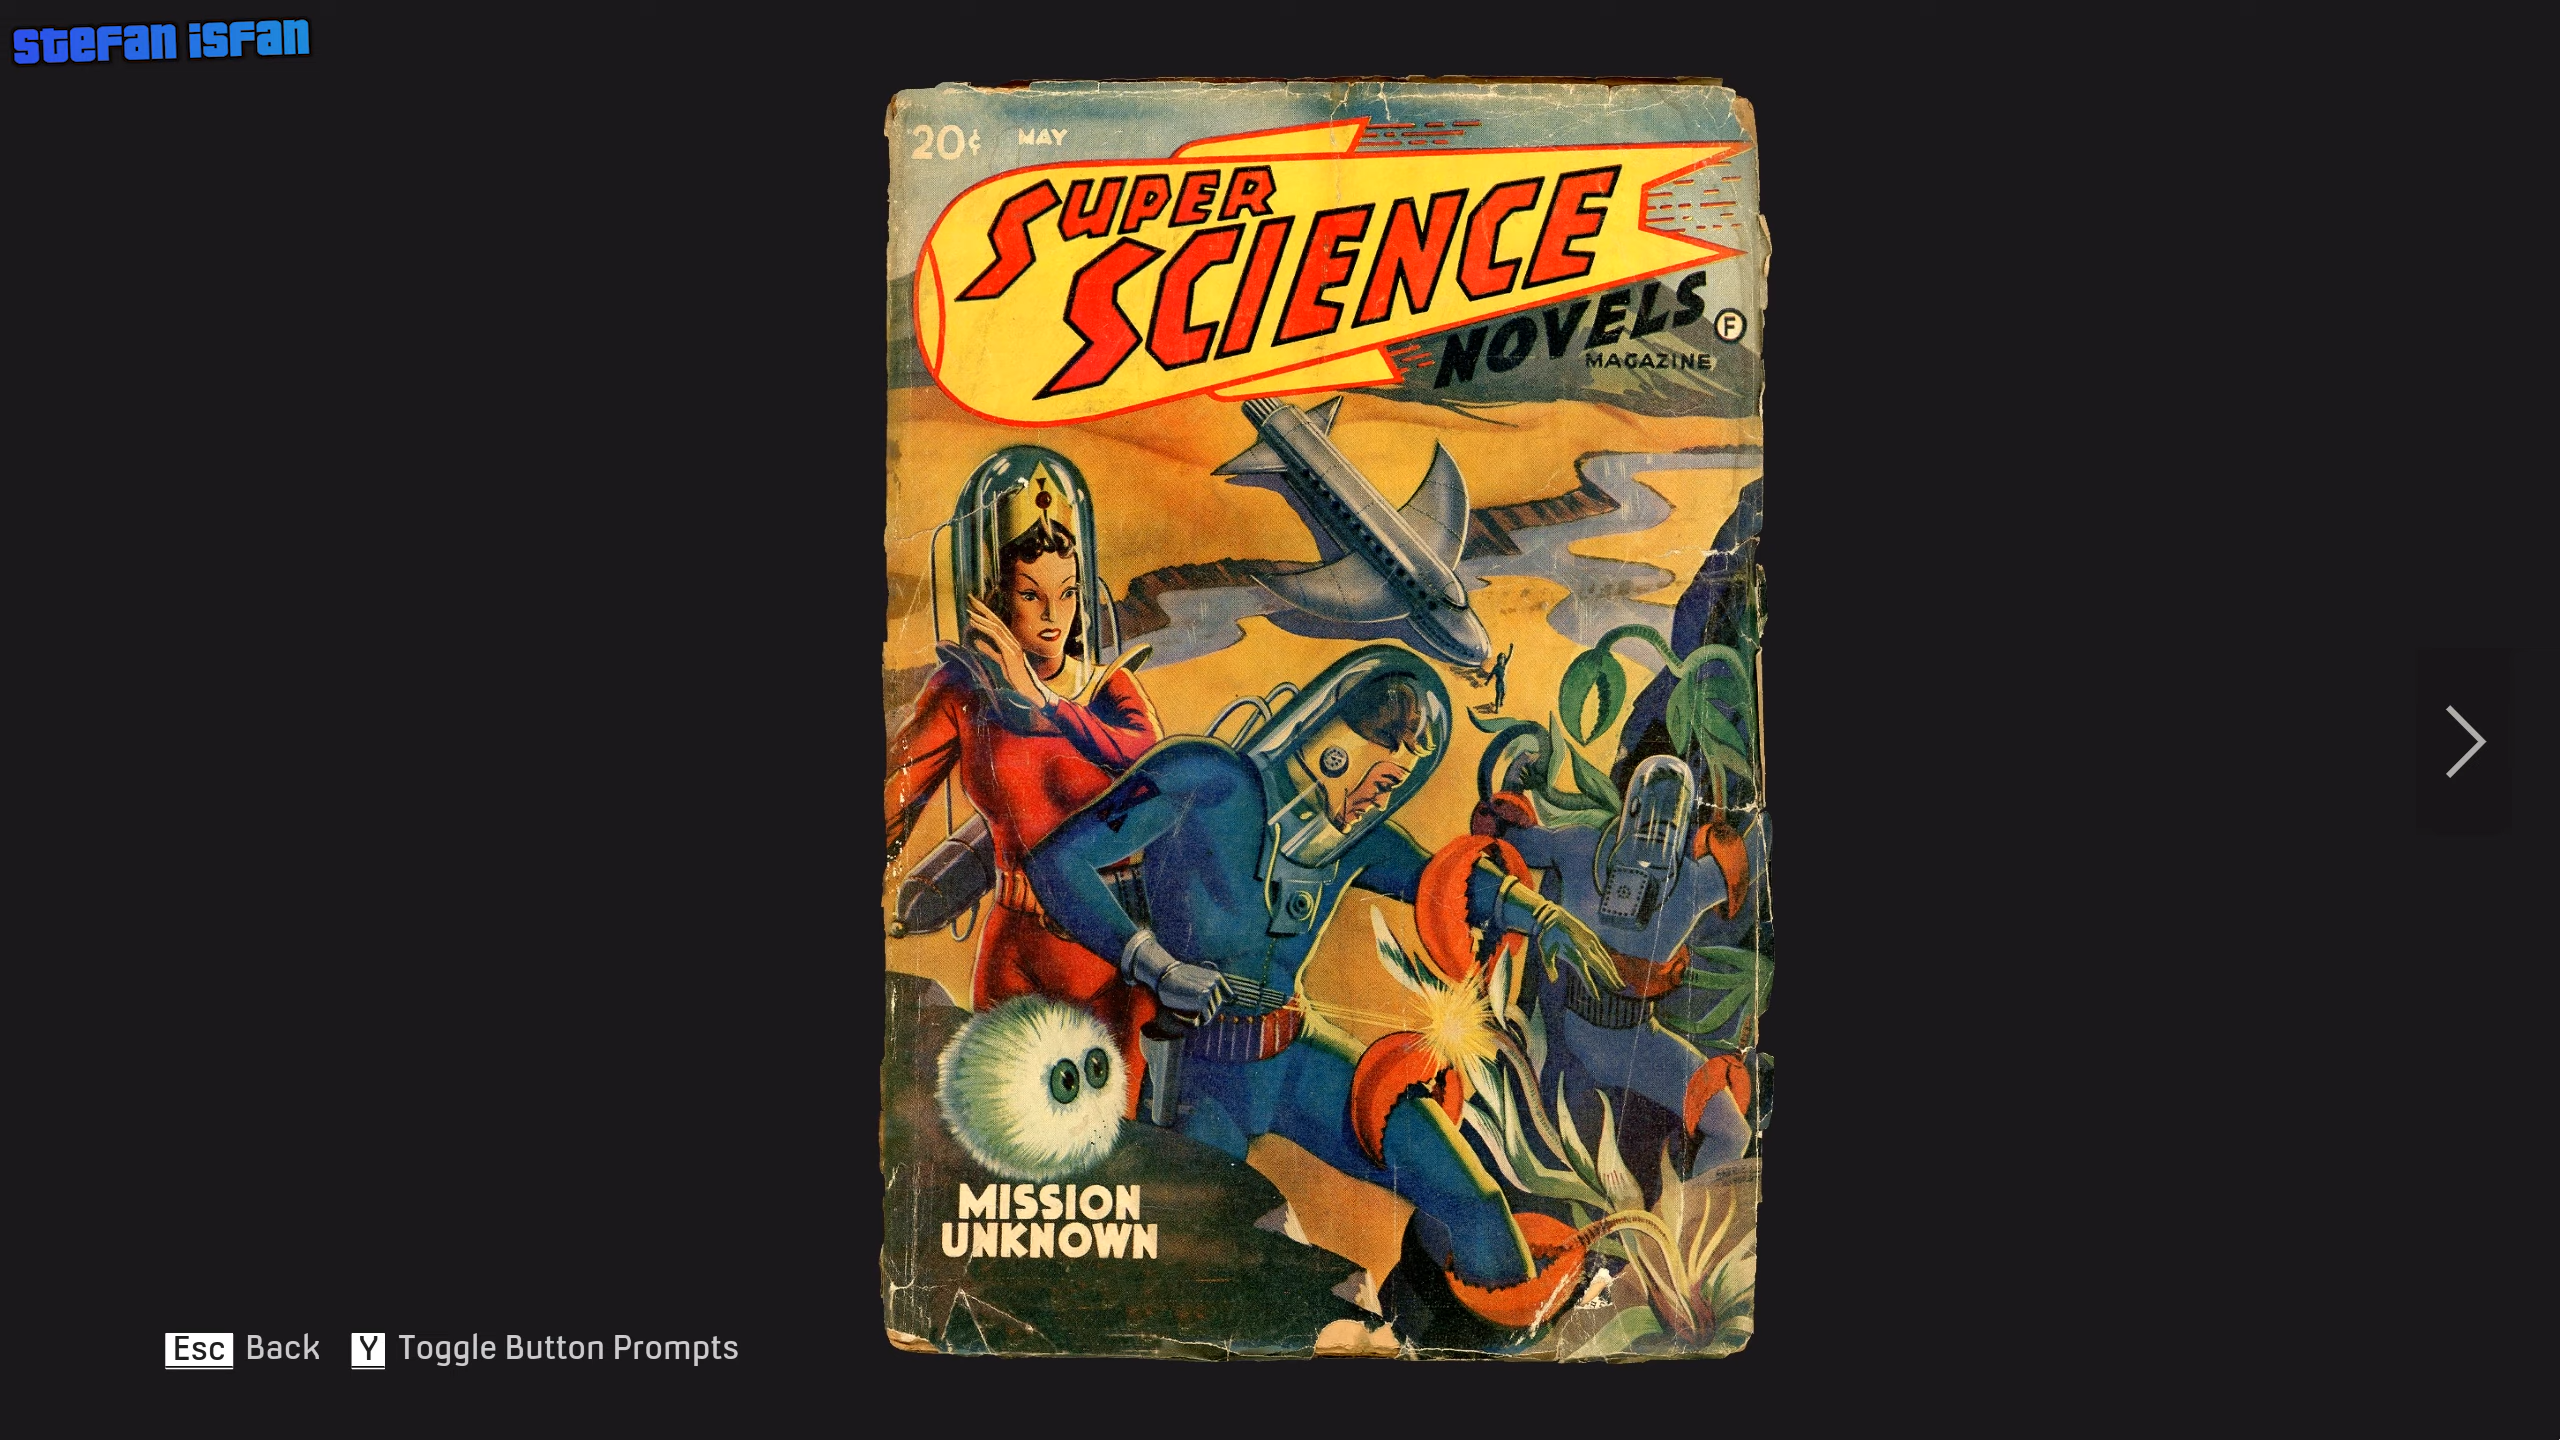 Stefan isfan
20¢ MAY
SUPER
SCIENCE
NOVELS
MAGAZINE
F
MISSION
UNKNOWN
Esc Back Y Toggle Button Prompts